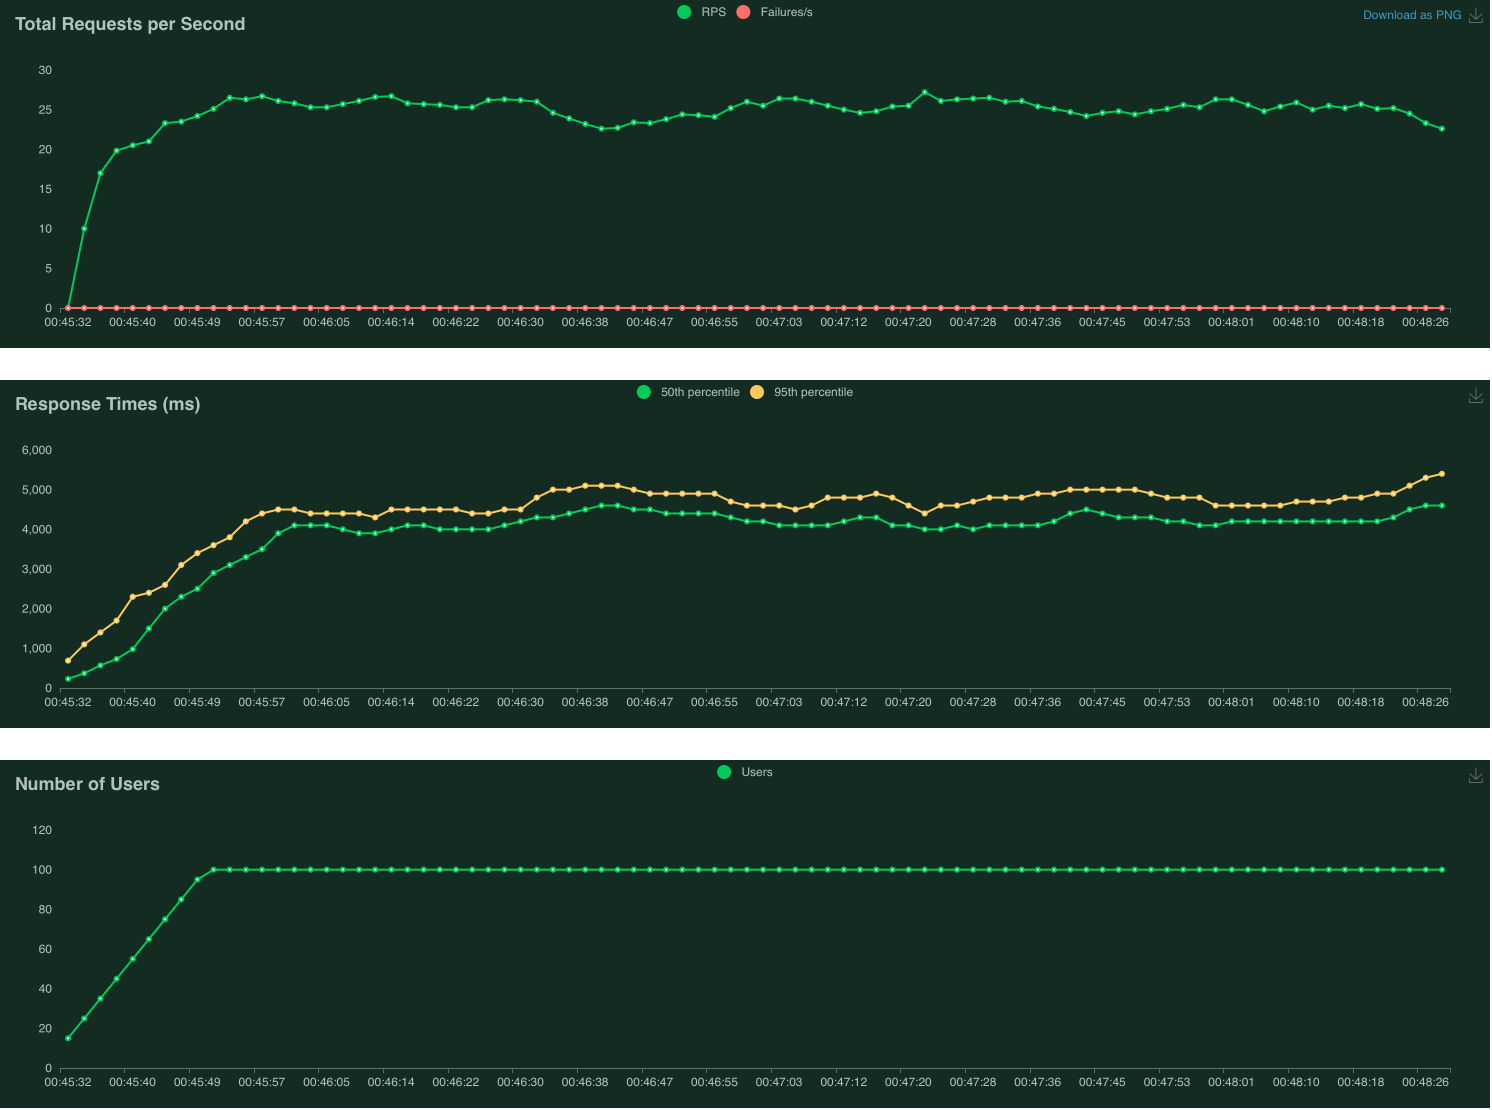 Total Requests per Second
RPS Failures/s
Download as PNG
30
25
20
15
10
5
0
00:45:32 00:45:40 00:45:49 00:45:57 00:46:05 00:46:14 00:46:22 00:46:30 00:46:38 00:46:47 00:46:55 00:47:03 00:47:12 00:47:20 00:47:28 00:47:36 00:47:45 00:47:53 00:48:01 00:48:10 00:48:18 00:48:26
Response Times (ms)
50th percentile 95th percentile
6,000
5,000
4,000
3,000
2,000
1,000
0
00:45:32 00:45:40 00:45:49 00:45:57 00:46:05 00:46:14 00:46:22 00:46:30 00:46:38 00:46:47 00:46:55 00:47:03 00:47:12 00:47:20 00:47:28 00:47:36 00:47:45 00:47:53 00:48:01 00:48:10 00:48:18 00:48:26
Number of Users
Users
120
100
80
60
40
20
0
00:45:32 00:45:40 00:45:49 00:45:57 00:46:05 00:46:14 00:46:22 00:46:30 00:46:38 00:46:47 00:46:55 00:47:03 00:47:12 00:47:20 00:47:28 00:47:36 00:47:45 00:47:53 00:48:01 00:48:10 00:48:18 00:48:26